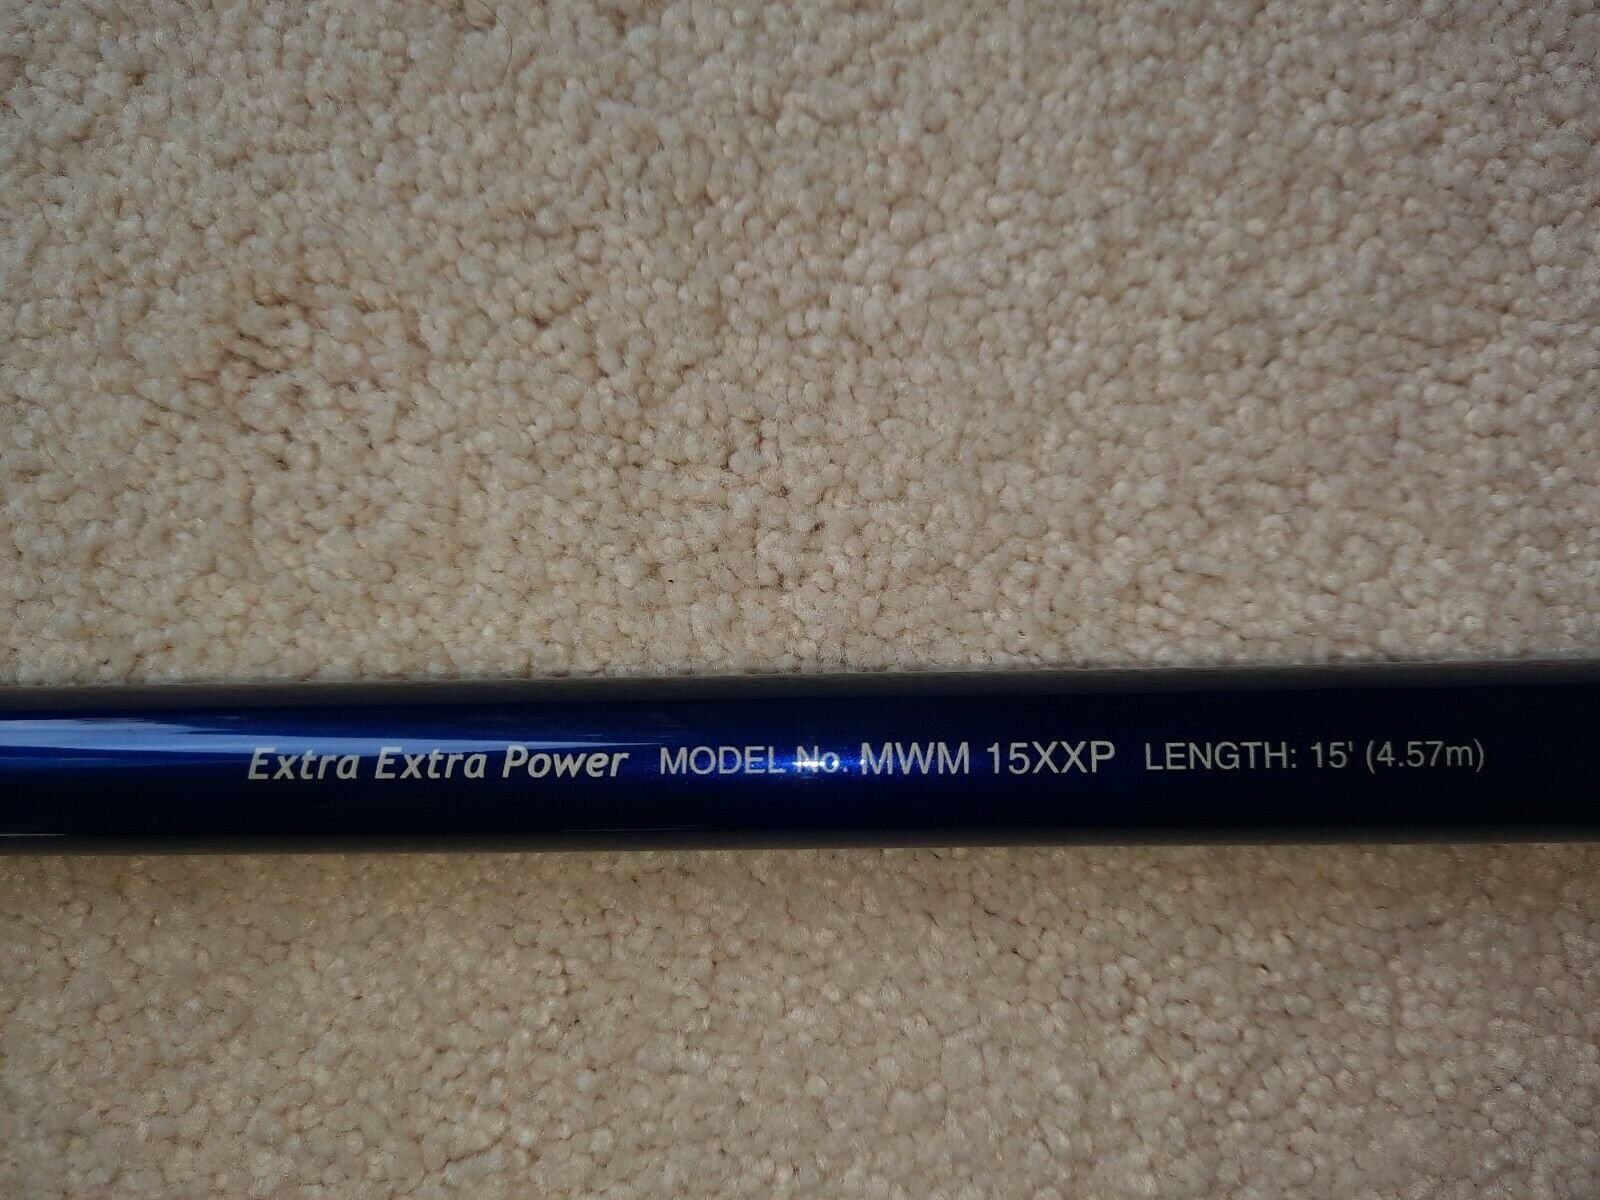 Extra Extra Power MODEL No. MWM 15XXP LENGTH: 15' (4.57m)